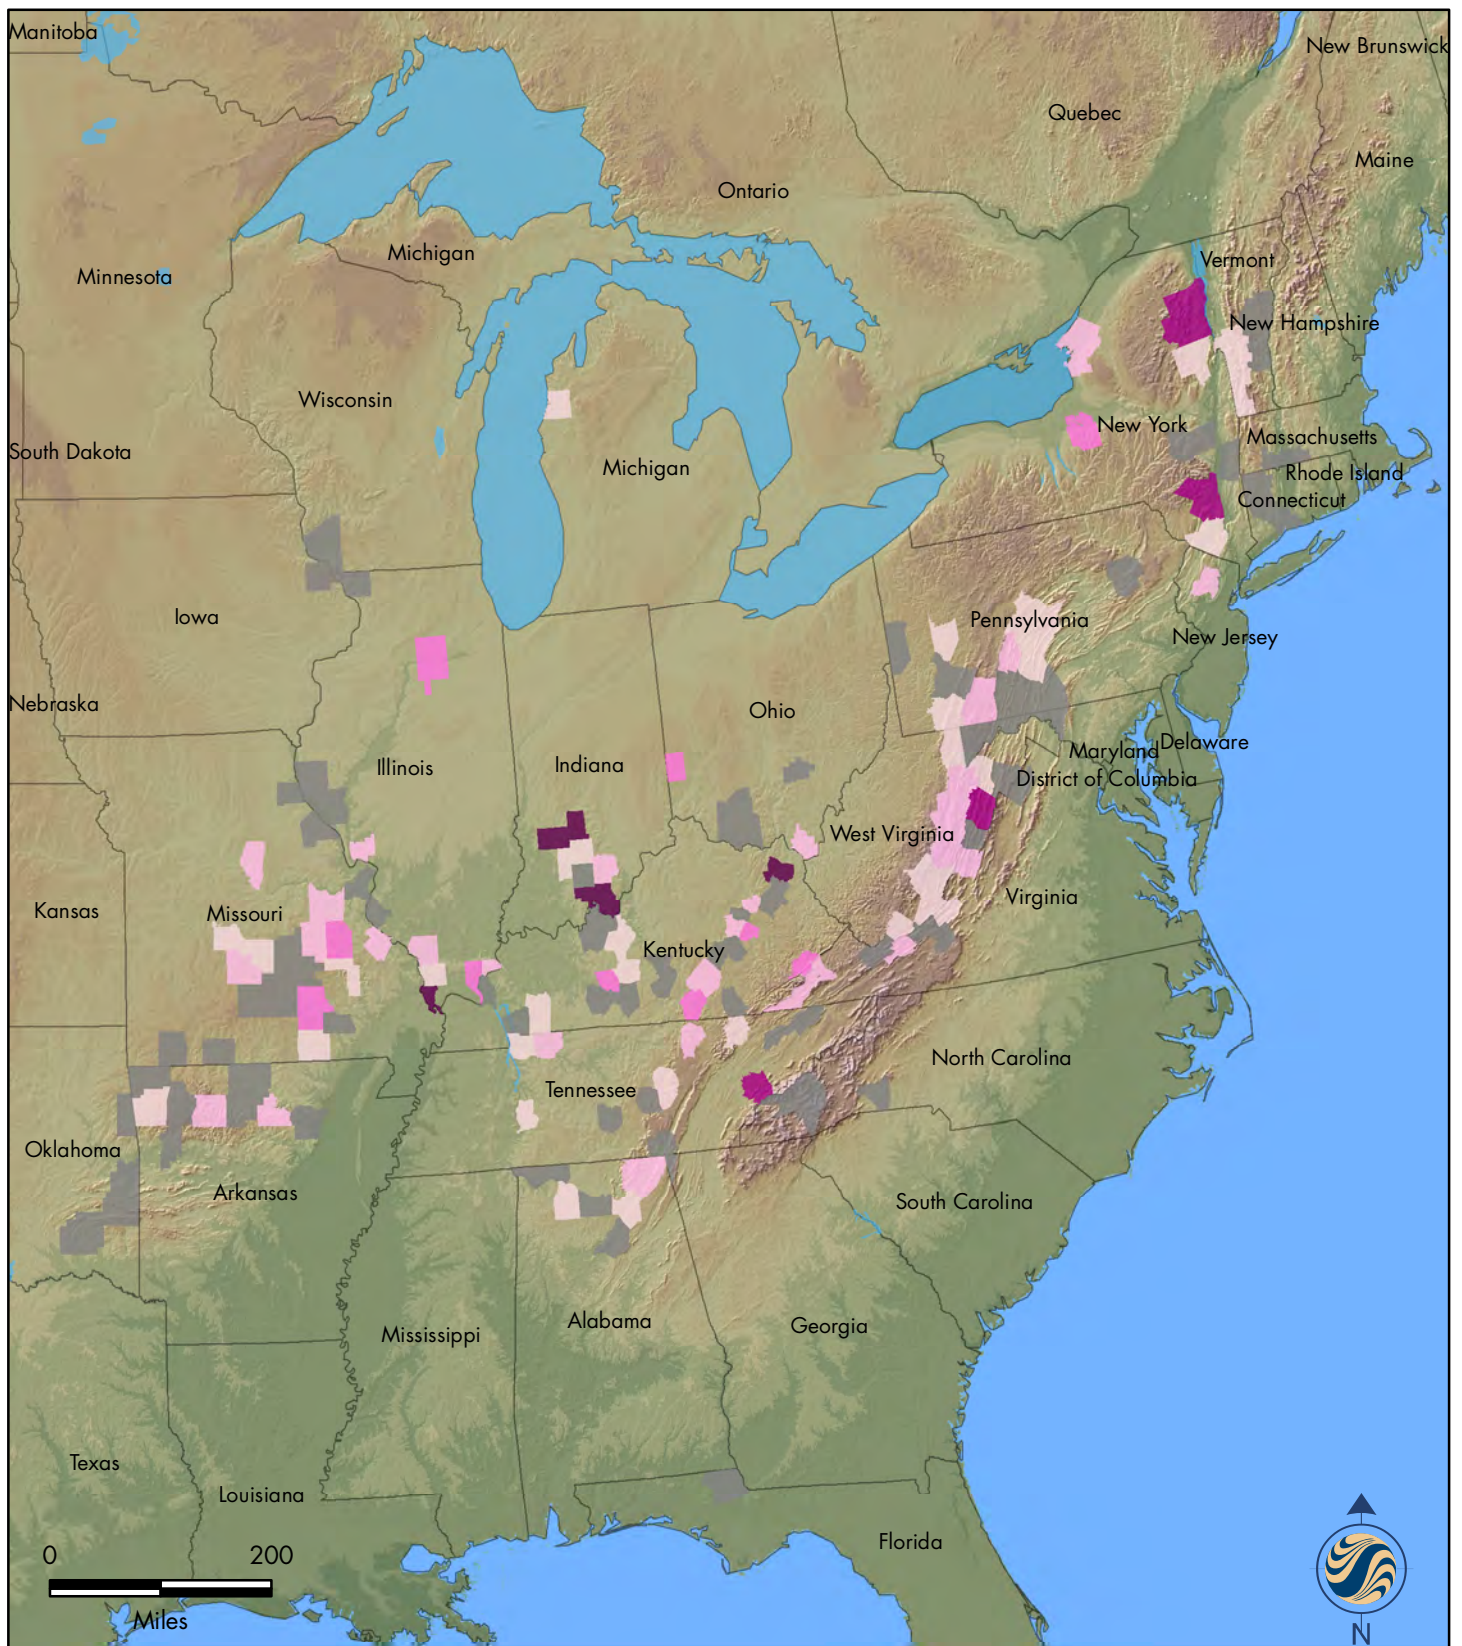 Manitoba
New Brunswick
Quebec
Maine
Ontario
Michigan
Vermont
Minnesota
New Hampshire
Wisconsin
New York
Massachusetts
South Dakota
Michigan
Rhode Island
Connecticut
Iowa
Pennsylvania
New Jersey
Nebraska
Ohio
Maryland
Delaware
Illinois
Indiana
District of Columbia
West Virginia
Virginia
Kansas
Missouri
Kentucky
North Carolina
Tennessee
Oklahoma
Arkansas
South Carolina
Alabama
Georgia
Mississippi
Texas
Louisiana
Florida
0 200
Miles
N